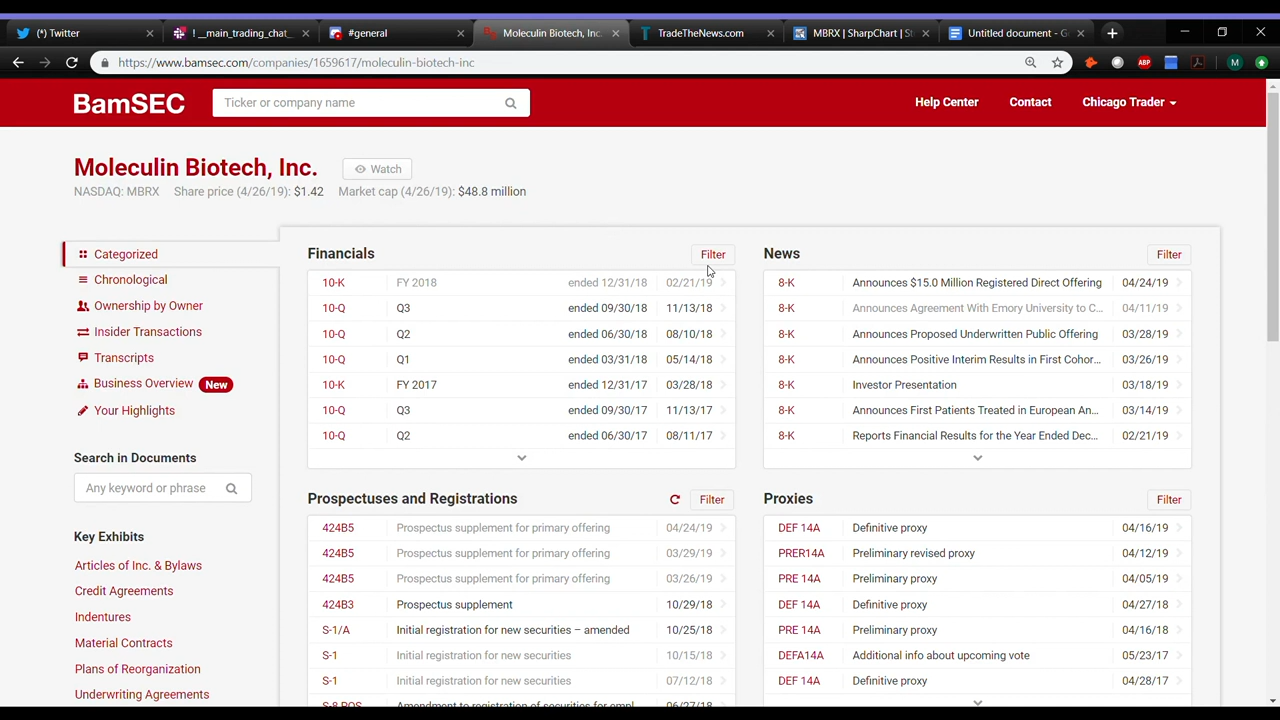 (*) Twitter
! __main_trading_chat_
#general
Moleculin Biotech, Inc.
TradeTheNews.com
MBRX | SharpChart | St
Untitled document - Go
https://www.bamsec.com/companies/1659617/moleculin-biotech-inc
ABP
M
BamSEC
Ticker or company name
Help Center
Contact
Chicago Trader
Moleculin Biotech, Inc.
Watch
NASDAQ: MBRX Share price (4/26/19): $1.42 Market cap (4/26/19): $48.8 million
Categorized
Chronological
Ownership by Owner
Insider Transactions
Transcripts
Business Overview New
Your Highlights
Search in Documents
Any keyword or phrase
Key Exhibits
Articles of Inc. & Bylaws
Credit Agreements
Indentures
Material Contracts
Plans of Reorganization
Underwriting Agreements
Financials
Filter
10-K FY 2018 ended 12/31/18 02/21/19
10-Q Q3 ended 09/30/18 11/13/18
10-Q Q2 ended 06/30/18 08/10/18
10-Q Q1 ended 03/31/18 05/14/18
10-K FY 2017 ended 12/31/17 03/28/18
10-Q Q3 ended 09/30/17 11/13/17
10-Q Q2 ended 06/30/17 08/11/17
News
Filter
8-K Announces $15.0 Million Registered Direct Offering 04/24/19
8-K Announces Agreement With Emory University to C... 04/11/19
8-K Announces Proposed Underwritten Public Offering 03/28/19
8-K Announces Positive Interim Results in First Cohor... 03/26/19
8-K Investor Presentation 03/18/19
8-K Announces First Patients Treated in European An... 03/14/19
8-K Reports Financial Results for the Year Ended Dec... 02/21/19
Prospectuses and Registrations
Filter
424B5 Prospectus supplement for primary offering 04/24/19
424B5 Prospectus supplement for primary offering 03/29/19
424B5 Prospectus supplement for primary offering 03/26/19
424B3 Prospectus supplement 10/29/18
S-1/A Initial registration for new securities – amended 10/25/18
S-1 Initial registration for new securities 10/15/18
S-1 Initial registration for new securities 07/12/18
S-8 POS Amendment to registration of securities for empl... 06/27/18
Proxies
Filter
DEF 14A Definitive proxy 04/16/19
PRER14A Preliminary revised proxy 04/12/19
PRE 14A Preliminary proxy 04/05/19
DEF 14A Definitive proxy 04/27/18
PRE 14A Preliminary proxy 04/16/18
DEFA14A Additional info about upcoming vote 05/23/17
DEF 14A Definitive proxy 04/28/17